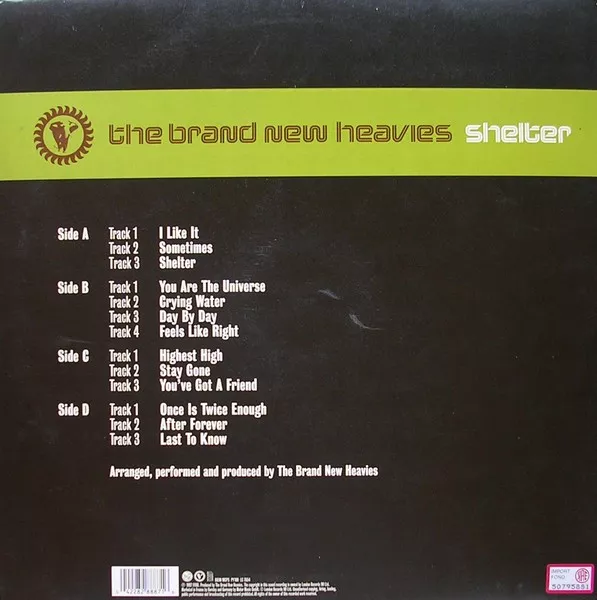 the brand new heavies shelter
Side A Track 1 I Like It
Track 2 Sometimes
Track 3 Shelter
Side B Track 1 You Are The Universe
Track 2 Crying Water
Track 3 Day By Day
Track 4 Feels Like Right
Side C Track 1 Highest High
Track 2 Stay Gone
Track 3 You've Got A Friend
Side D Track 1 Once Is Twice Enough
Track 2 After Forever
Track 3 Last To Know
Arranged, performed and produced by The Brand New Heavies
IMPORT
FONO
50795881